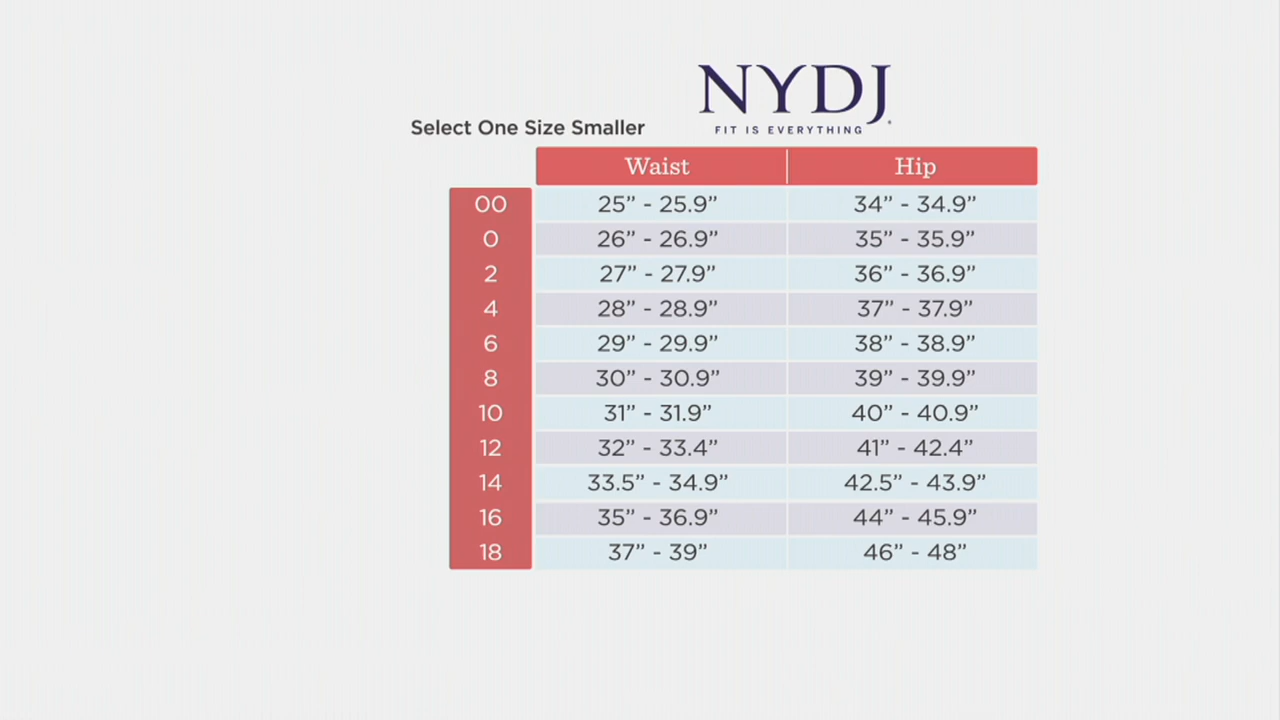 NYDJ
FIT IS EVERYTHING
Select One Size Smaller
Waist Hip
00 25” - 25.9” 34” - 34.9”
0 26” - 26.9” 35” - 35.9”
2 27” - 27.9” 36” - 36.9”
4 28” - 28.9” 37” - 37.9”
6 29” - 29.9” 38” - 38.9”
8 30” - 30.9” 39” - 39.9”
10 31” - 31.9” 40” - 40.9”
12 32” - 33.4” 41” - 42.4”
14 33.5” - 34.9” 42.5” - 43.9”
16 35” - 36.9” 44” - 45.9”
18 37” - 39” 46” - 48”